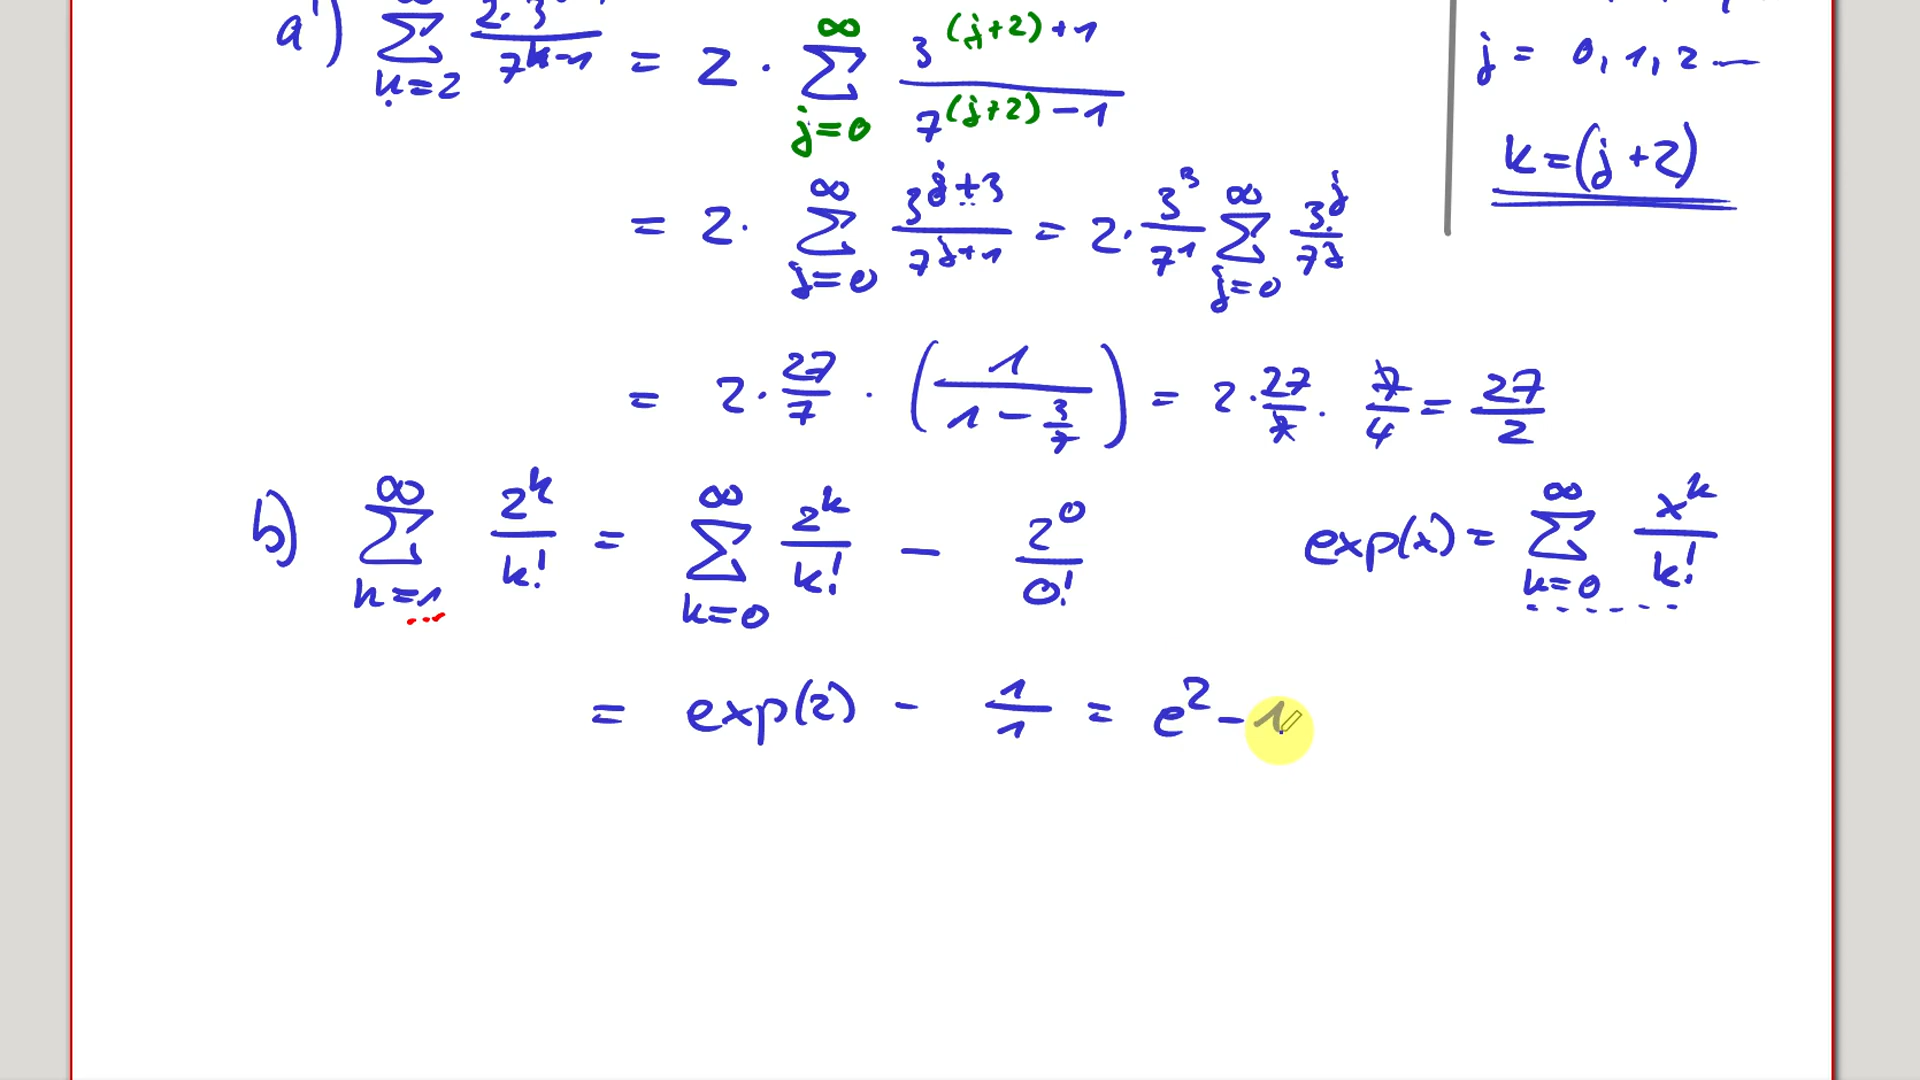 a') ∑_{k=2}^{∞} 2·3 / 7^{k-1} = 2 · ∑_{j=0}^{∞} 3^{(j+2)+1} / 7^{(j+2)-1}
j = 0, 1, 2 —
k=(j+2)
= 2 · ∑_{j=0}^{∞} 3^{j+3} / 7^{j+1} = 2 · 3^3 / 7^1 ∑_{j=0}^{∞} 3^j / 7^j
= 2 · 27/7 · ( 1 / (1 - 3/7) ) = 2 · 27/7 · 7/4 = 27/2
b) ∑_{k=1}^{∞} 2^k / k! = ∑_{k=0}^{∞} 2^k / k! - 2^0 / 0!
exp(x) = ∑_{k=0}^{∞} x^k / k!
= exp(2) - 1/1 = e^2 - 1